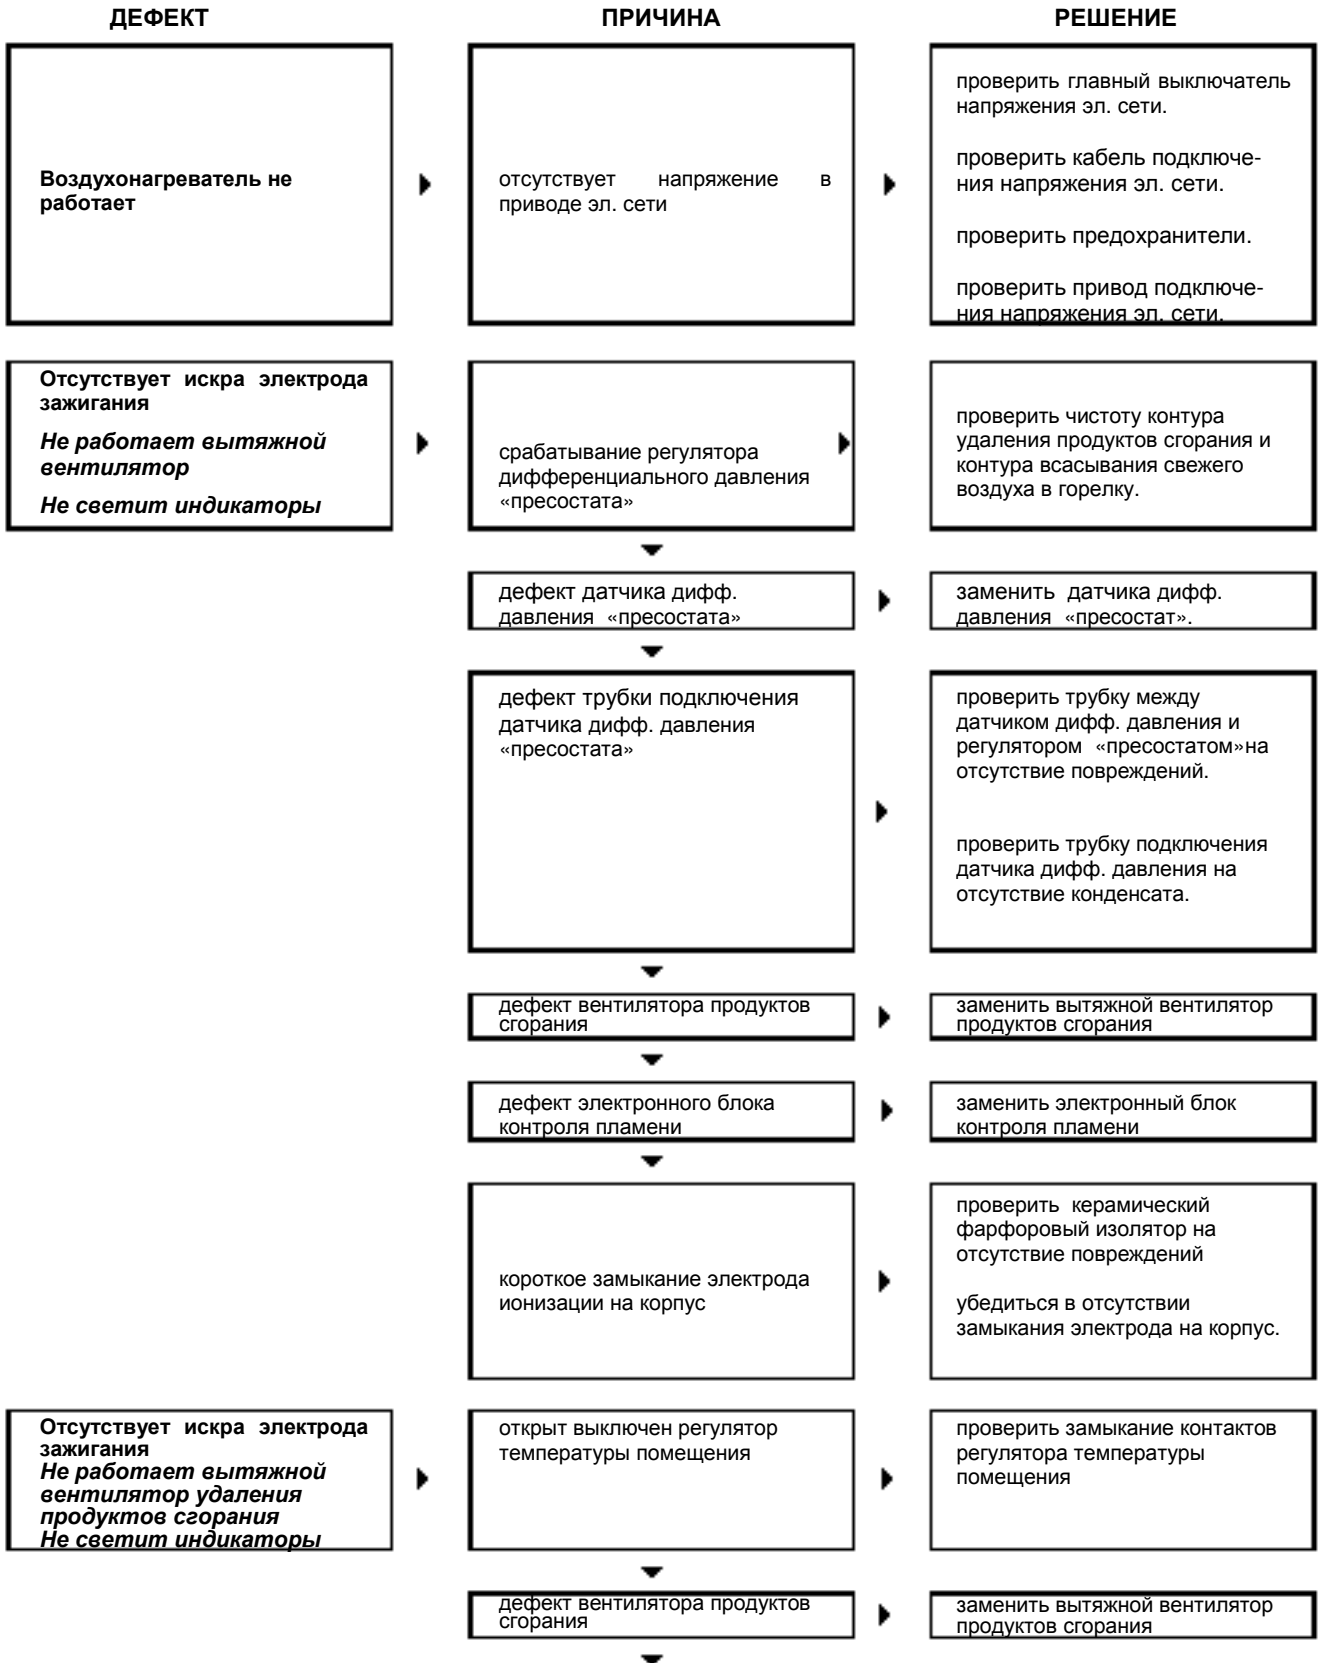 ДЕФЕКТ
ПРИЧИНА
РЕШЕНИЕ
Воздухонагреватель не
работает
отсутствует напряжение в
приводе эл. сети
проверить главный выключатель
напряжения эл. сети.
проверить кабель подключе-
ния напряжения эл. сети.
проверить предохранители.
проверить привод подключе-
ния напряжения эл. сети.
Отсутствует искра электрода
зажигания
Не работает вытяжной
вентилятор
Не светит индикаторы
срабатывание регулятора
дифференциального давления
«пресостата»
проверить чистоту контура
удаления продуктов сгорания и
контура всасывания свежего
воздуха в горелку.
дефект датчика дифф.
давления «пресостата»
заменить датчика дифф.
давления «пресостат».
дефект трубки подключения
датчика дифф. давления
«пресостата»
проверить трубку между
датчиком дифф. давления и
регулятором «пресостатом»на
отсутствие повреждений.
проверить трубку подключения
датчика дифф. давления на
отсутствие конденсата.
дефект вентилятора продуктов
сгорания
заменить вытяжной вентилятор
продуктов сгорания
дефект электронного блока
контроля пламени
заменить электронный блок
контроля пламени
короткое замыкание электрода
ионизации на корпус
проверить керамический
фарфоровый изолятор на
отсутствие повреждений
убедиться в отсутствии
замыкания электрода на корпус.
Отсутствует искра электрода
зажигания
Не работает вытяжной
вентилятор удаления
продуктов сгорания
Не светит индикаторы
открыт выключен регулятор
температуры помещения
проверить замыкание контактов
регулятора температуры
помещения
дефект вентилятора продуктов
сгорания
заменить вытяжной вентилятор
продуктов сгорания